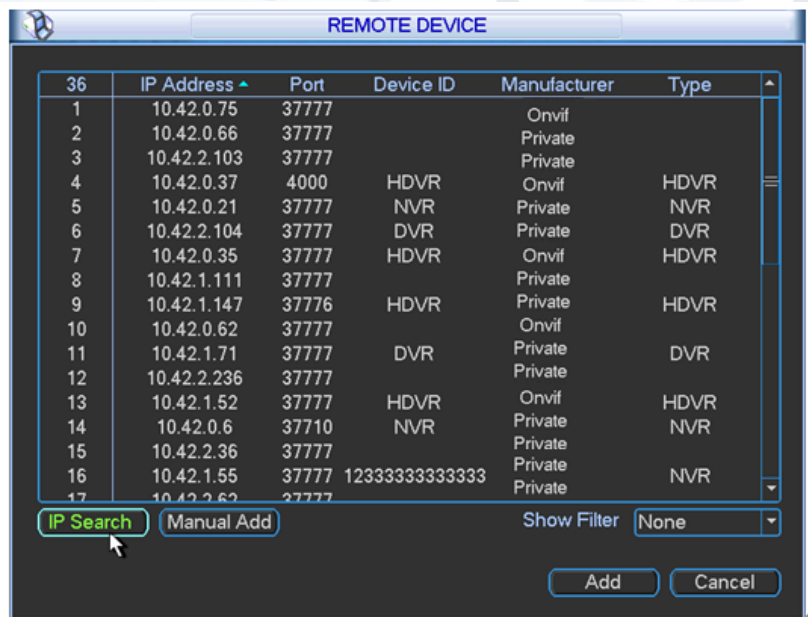 REMOTE DEVICE
36 IP Address Port Device ID Manufacturer Type
1 10.42.0.75 37777 Onvif
2 10.42.0.66 37777 Private
3 10.42.2.103 37777 Private
4 10.42.0.37 4000 HDVR Onvif HDVR
5 10.42.0.21 37777 NVR Private NVR
6 10.42.2.104 37777 DVR Private DVR
7 10.42.0.35 37777 HDVR Onvif HDVR
8 10.42.1.111 37777 Private
9 10.42.1.147 37776 HDVR Private HDVR
10 10.42.0.62 37777 Onvif
11 10.42.1.71 37777 DVR Private DVR
12 10.42.2.236 37777 Private
13 10.42.1.52 37777 HDVR Onvif HDVR
14 10.42.0.6 37710 NVR Private NVR
15 10.42.2.36 37777 Private
16 10.42.1.55 37777 12333333333333 Private NVR
17 37777 Private
IP Search Manual Add Show Filter None
Add Cancel